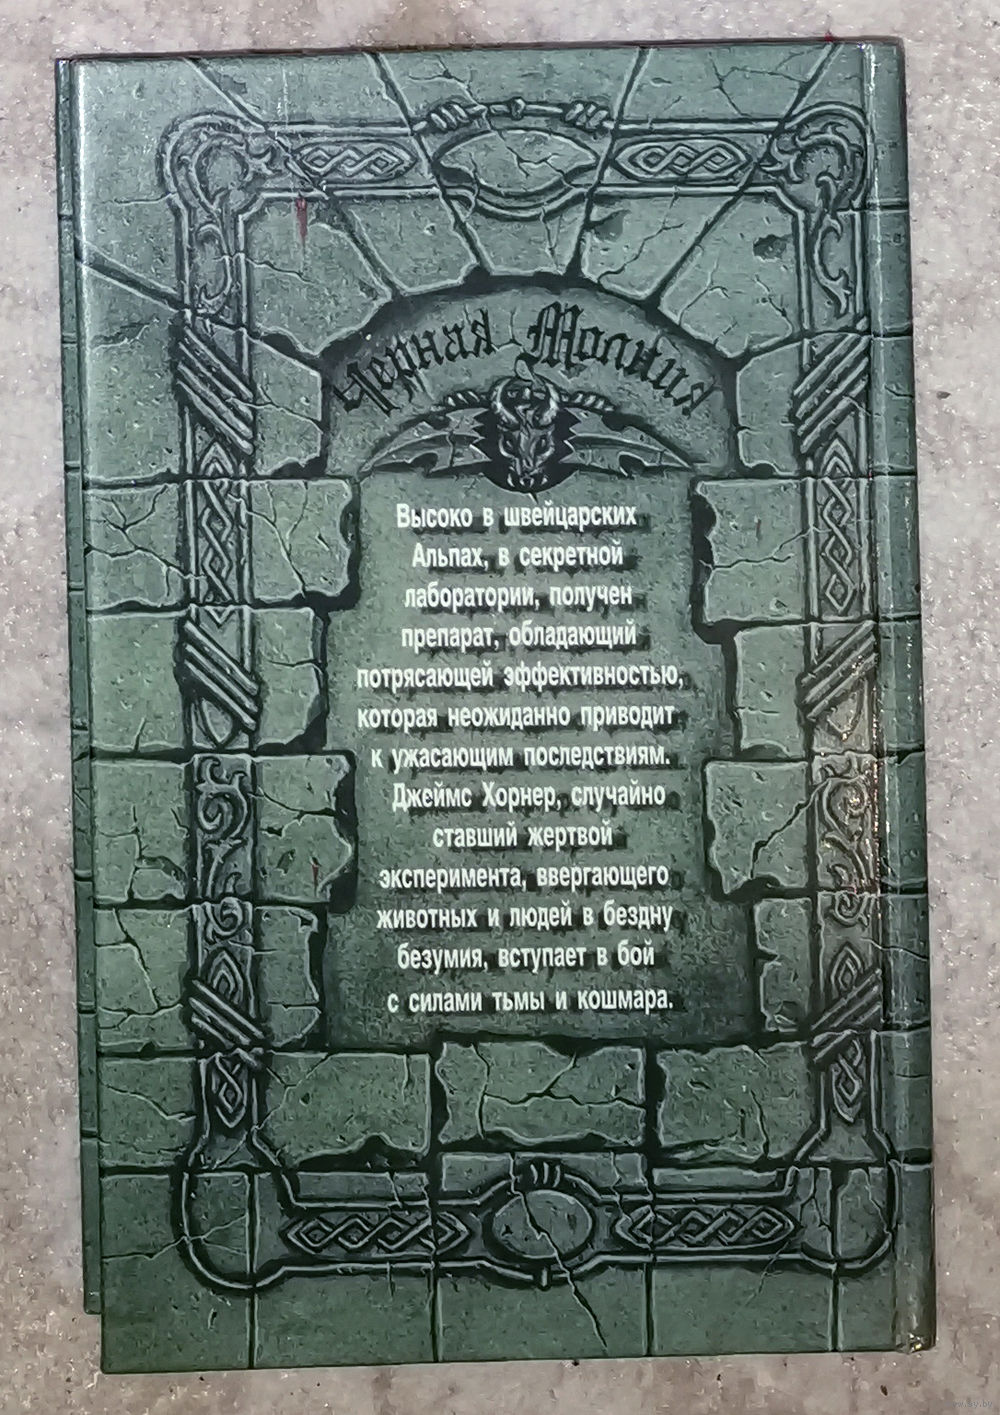 Черная Молния
Высоко в швейцарских
Альпах, в секретной
лаборатории, получен
препарат, обладающий
потрясающей эффективностью,
которая неожиданно приводит
к ужасающим последствиям.
Джеймс Хорнер, случайно
ставший жертвой
эксперимента, ввергающего
животных и людей в бездну
безумия, вступает в бой
с силами тьмы и кошмара.